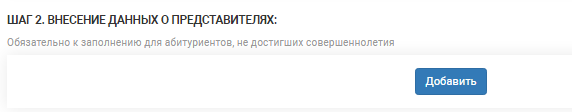 ШАГ 2. ВНЕСЕНИЕ ДАННЫХ О ПРЕДСТАВИТЕЛЯХ:
Обязательно к заполнению для абитуриентов, не достигших совершеннолетия
Добавить